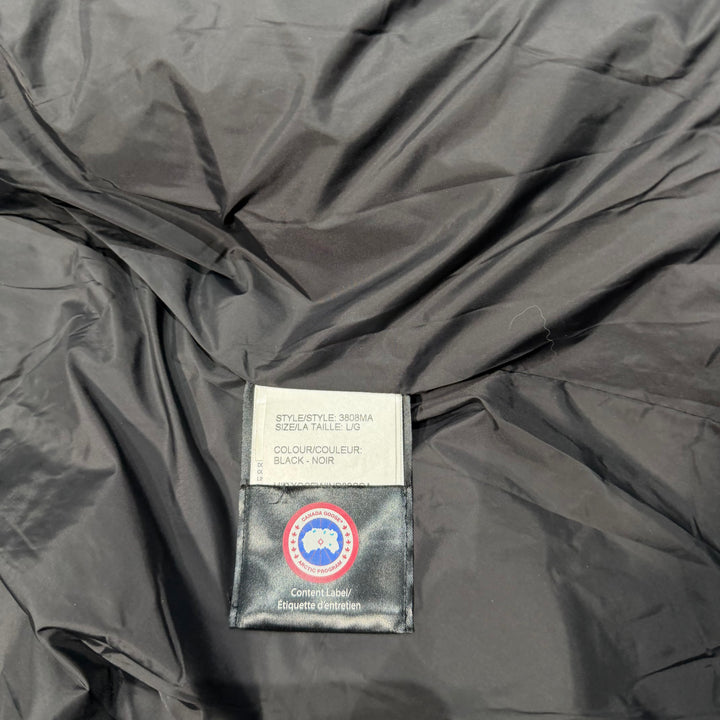 STYLE/STYLE: 3808MA
SIZE/LA TAILLE: L/G
COLOUR/COULEUR:
BLACK - NOIR
CANADA GOOSE
ARCTIC PROGRAM
Content Label/
Étiquette d'entretien